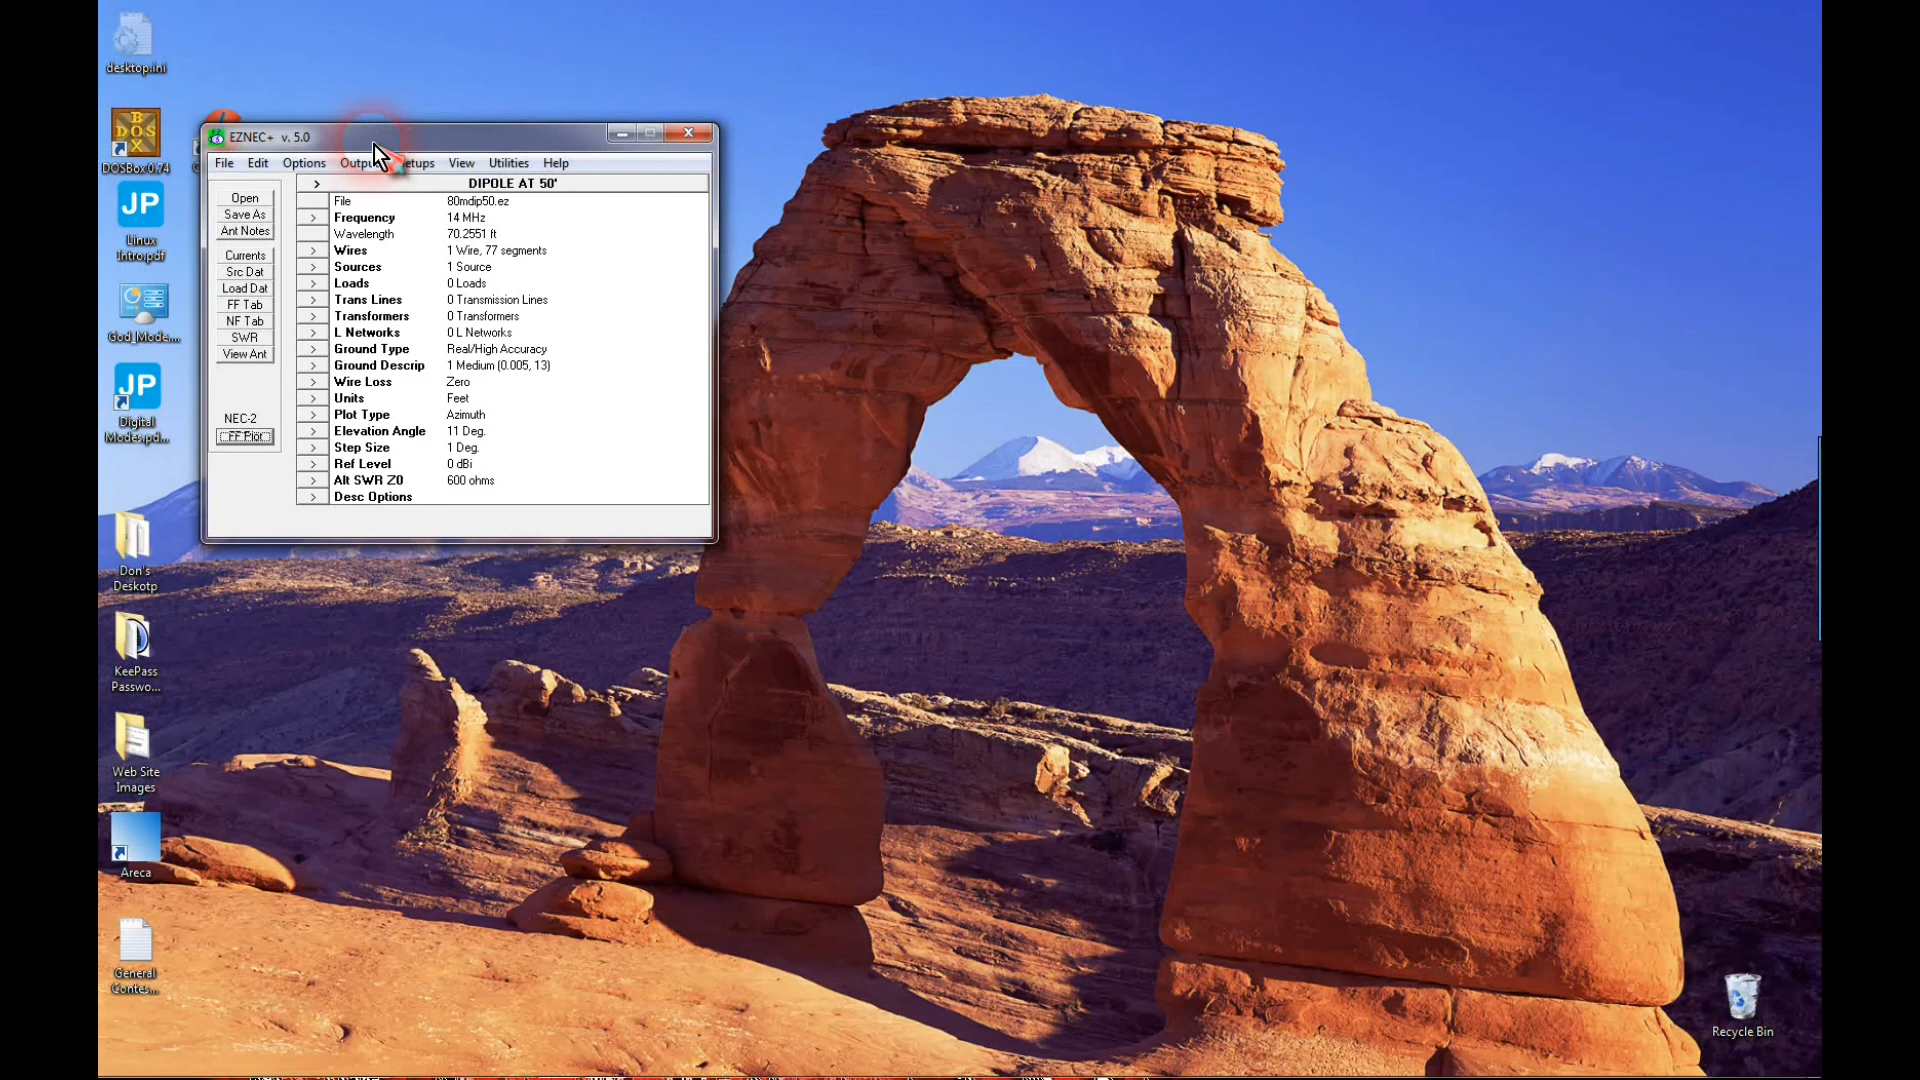 desktop.ini
DOSBox 0.74
Linux
Intro.pdf
God_Mode....
Digital
Modes.pd...
Don's
Deskotp
KeePass
Passwo...
Web Site
Images
Areca
General
Contes...
Recycle Bin
EZNEC+ v. 5.0
File Edit Options Outpu etups View Utilities Help
Open
Save As
Ant Notes
Currents
Src Dat
Load Dat
FF Tab
NF Tab
SWR
View Ant
NEC-2
FF Plot
> DIPOLE AT 50'
File 80mdip50.ez
> Frequency 14 MHz
Wavelength 70.2551 ft
> Wires 1 Wire, 77 segments
> Sources 1 Source
> Loads 0 Loads
> Trans Lines 0 Transmission Lines
> Transformers 0 Transformers
> L Networks 0 L Networks
> Ground Type Real/High Accuracy
> Ground Descrip 1 Medium (0.005, 13)
> Wire Loss Zero
> Units Feet
> Plot Type Azimuth
> Elevation Angle 11 Deg.
> Step Size 1 Deg.
> Ref Level 0 dBi
> Alt SWR Z0 600 ohms
> Desc Options